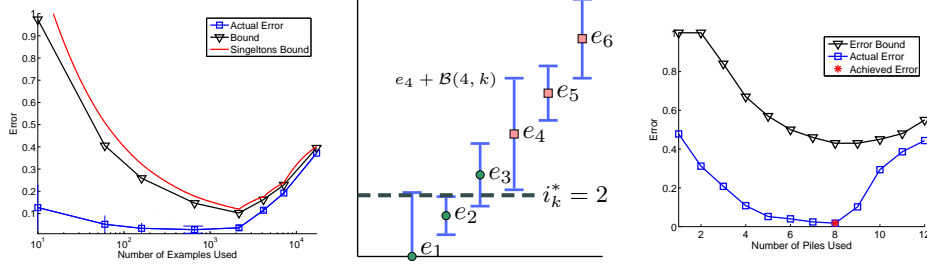 1
0.9
0.8
0.7
0.6
0.5
0.4
0.3
0.2
0.1
Error
10^1
10^2
10^3
10^4
Number of Examples Used
Actual Error
Bound
Singeltons Bound
e_1
e_2
e_3
e_4
e_5
e_6
e_4 + B(4, k)
i_k^* = 2
1
0.8
0.6
0.4
0.2
0
Error
2
4
6
8
10
12
Number of Piles Used
Error Bound
Actual Error
Achieved Error